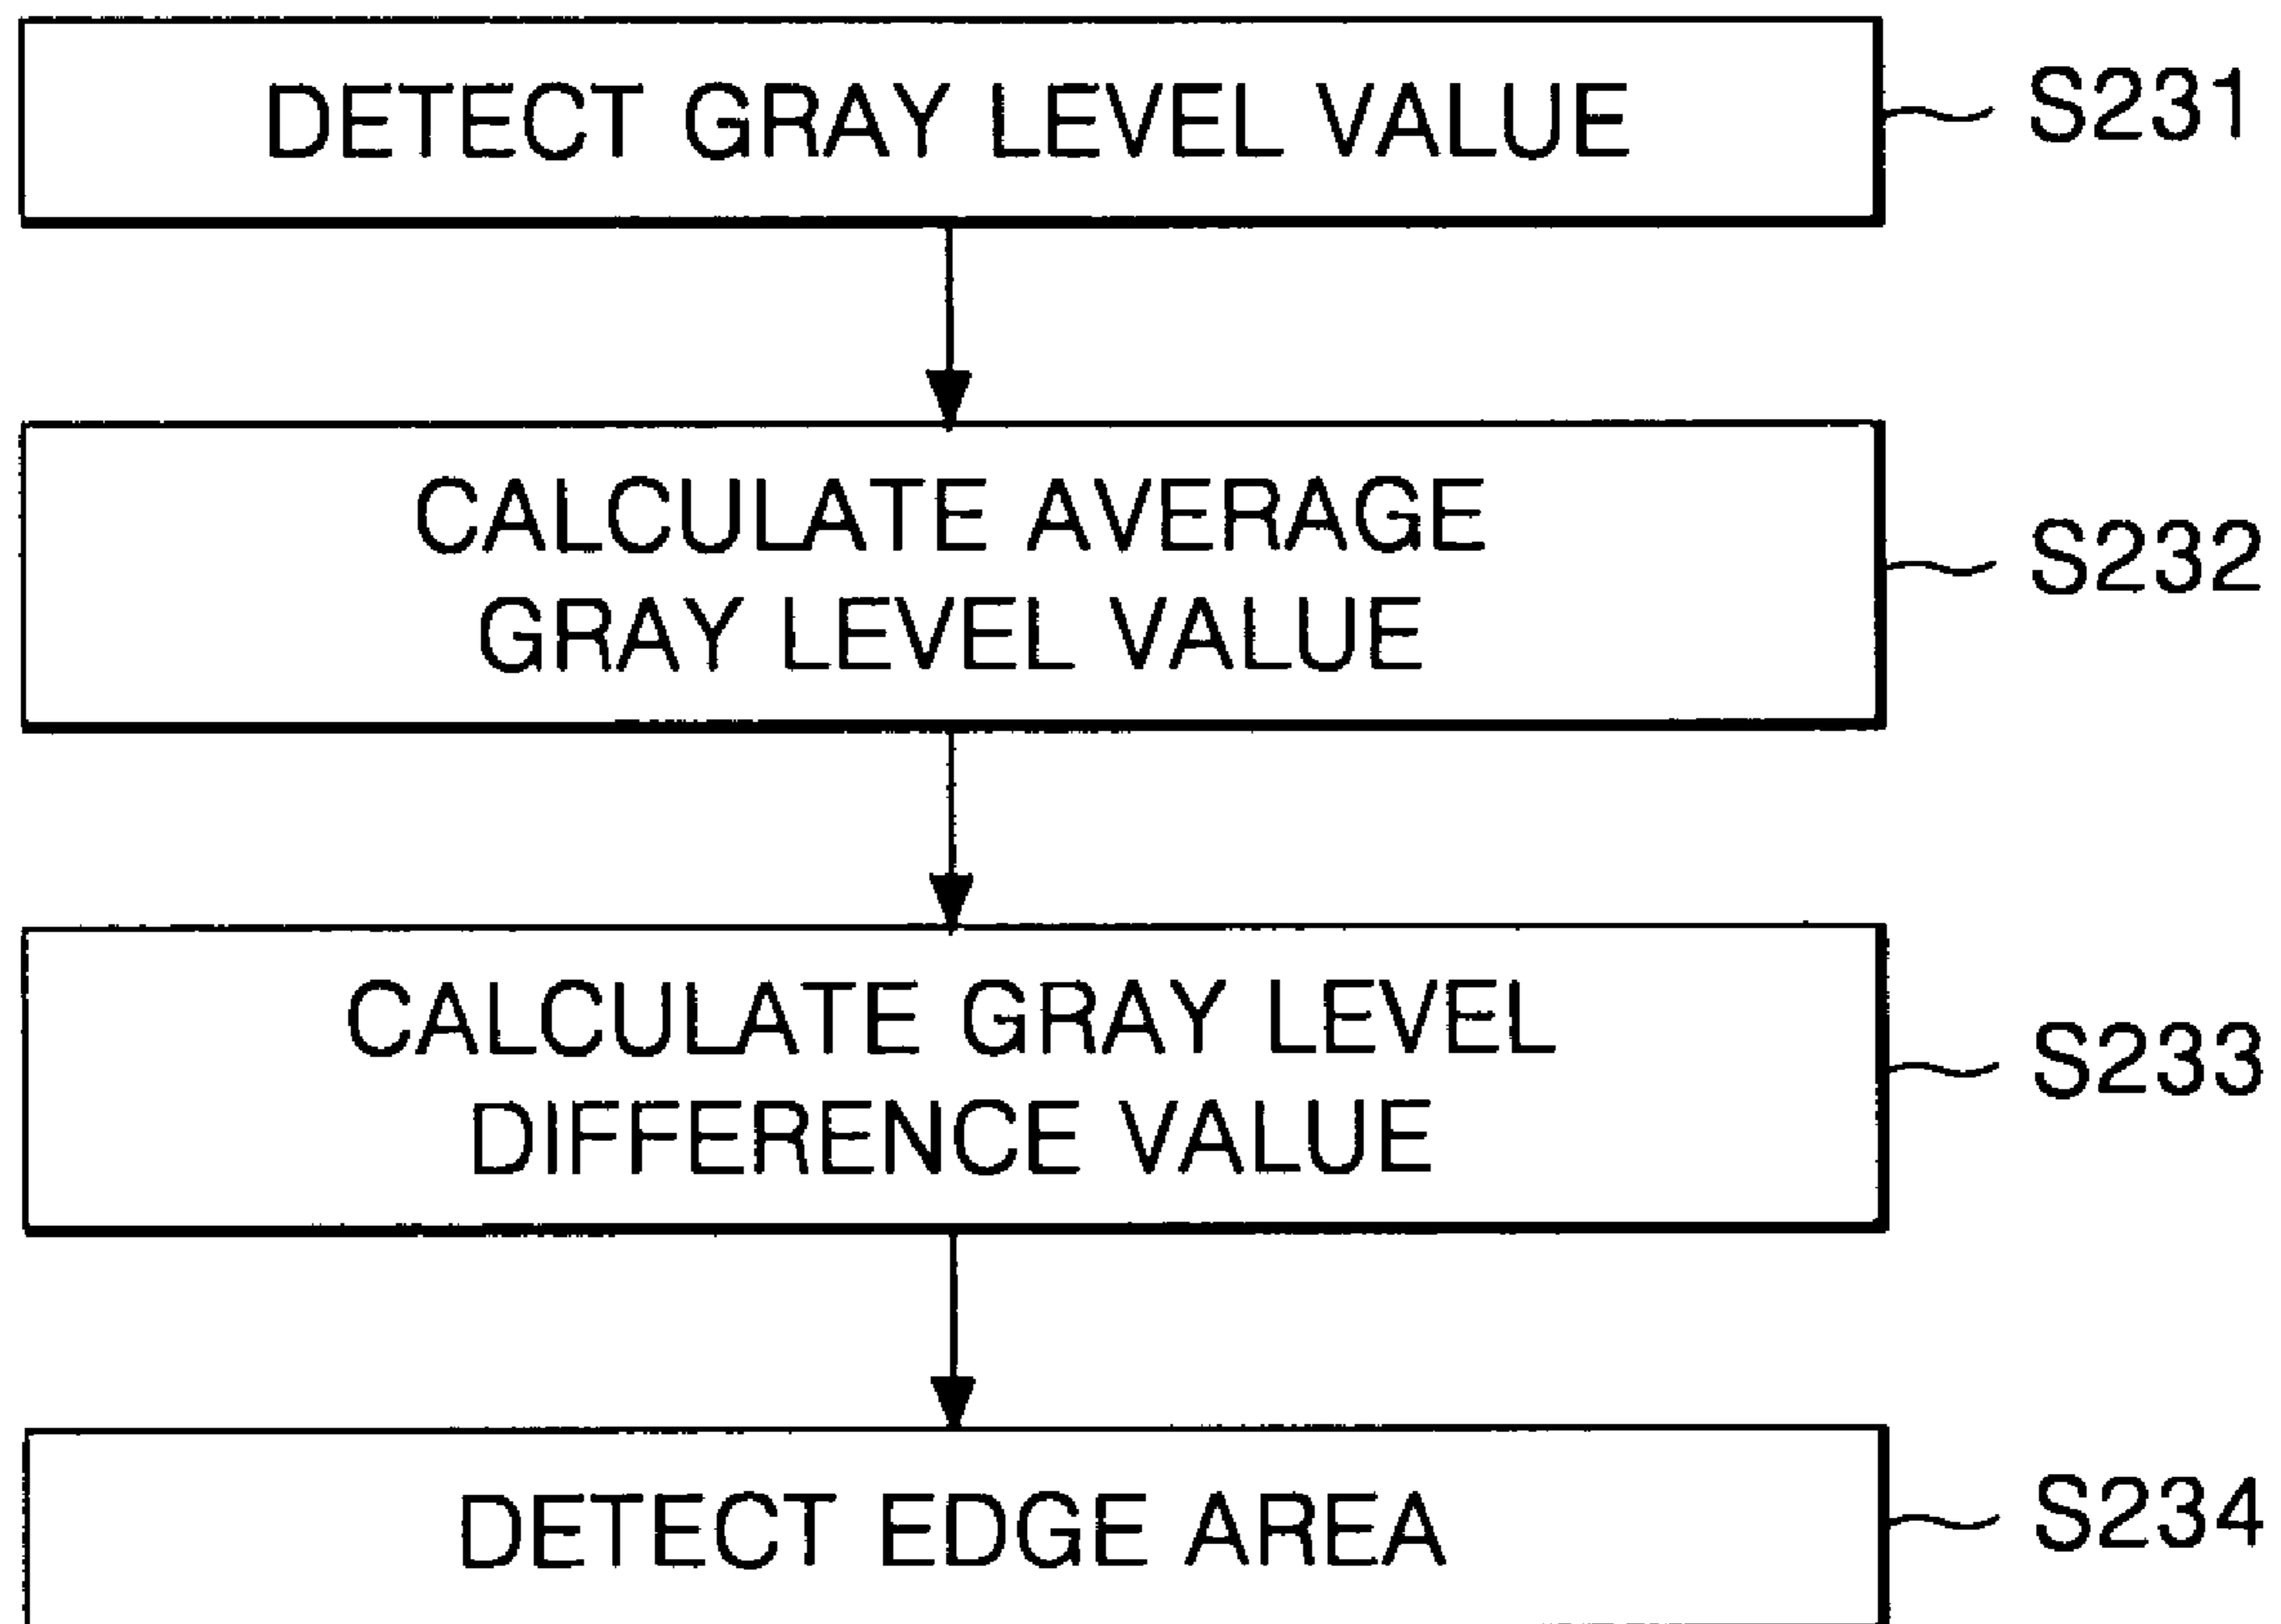 DETECT GRAY LEVEL VALUE
S231
CALCULATE AVERAGE
GRAY LEVEL VALUE
S232
CALCULATE GRAY LEVEL
DIFFERENCE VALUE
S233
DETECT EDGE AREA
S234